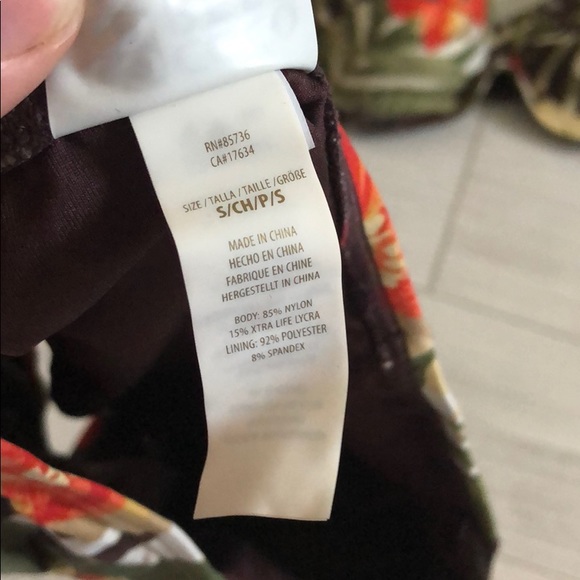 RN#85736
CA#17634
SIZE / TALLA / TAILLE / GRÖBE
S/CH/P/S
MADE IN CHINA
HECHO EN CHINA
FABRIQUE EN CHINE
HERGESTELLT IN CHINA
BODY: 85% NYLON
15% XTRA LIFE LYCRA
LINING: 92% POLYESTER
8% SPANDEX